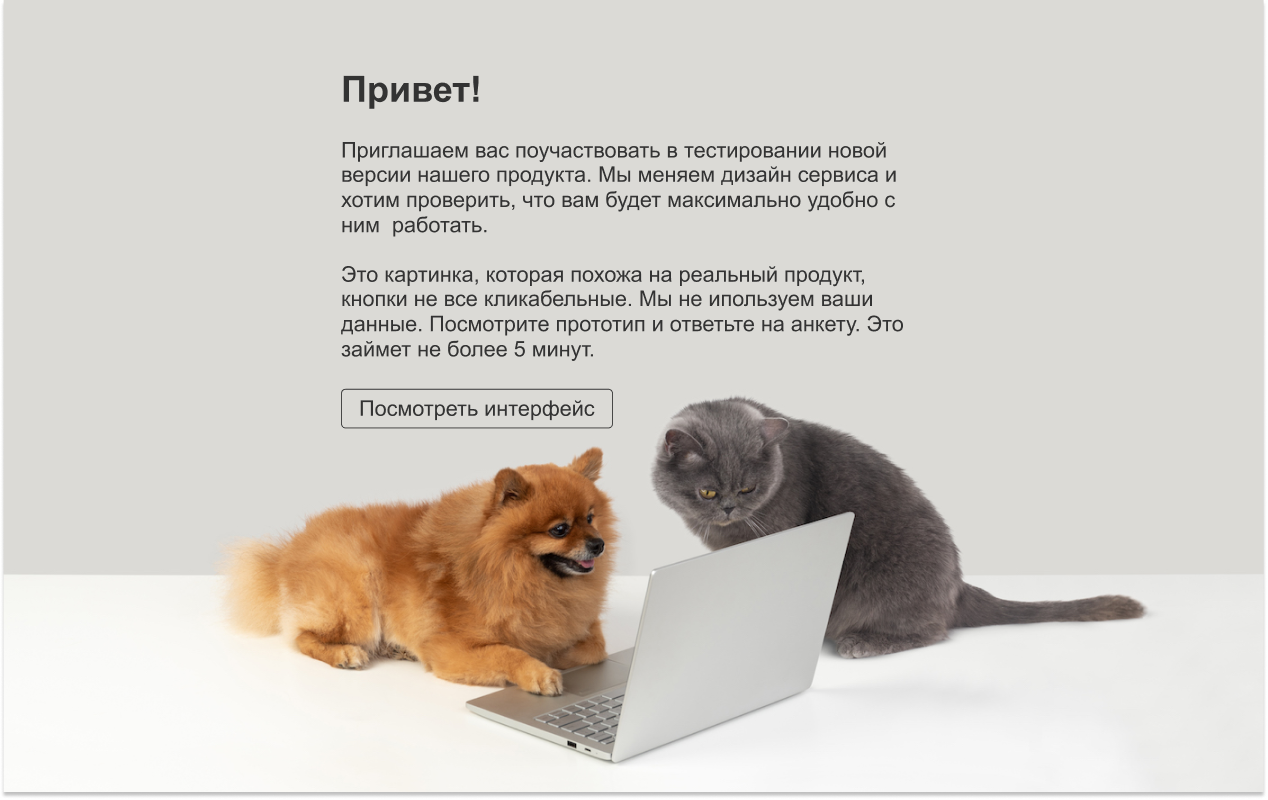 Привет!
Приглашаем вас поучаствовать в тестировании новой
версии нашего продукта. Мы меняем дизайн сервиса и
хотим проверить, что вам будет максимально удобно с
ним  работать.
Это картинка, которая похожа на реальный продукт,
кнопки не все кликабельные. Мы не ипользуем ваши
данные. Посмотрите прототип и ответьте на анкету. Это
займет не более 5 минут.
Посмотреть интерфейс